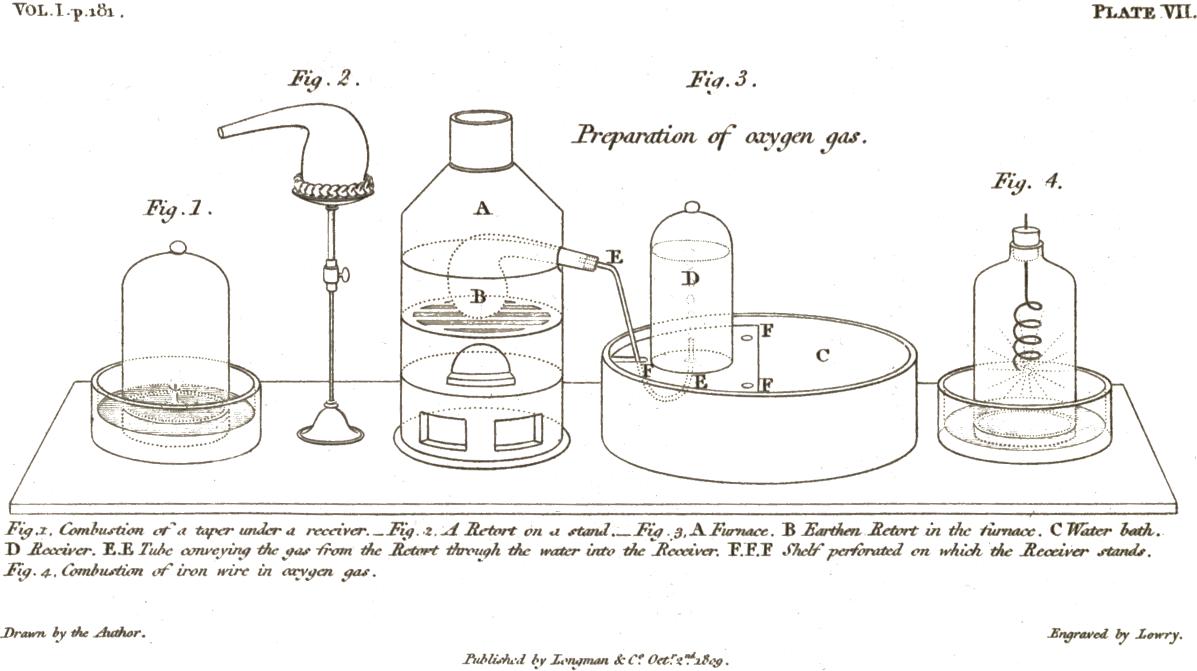 VOL. I. p. 181.
PLATE VII.
Fig. 2.
Fig. 3.
Preparation of oxygen gas.
Fig. 4.
Fig. 1.
A
E
D
B
F
C
F
E
F
Fig. 1. Combustion of a taper under a receiver._Fig. 2. A Retort on a stand._Fig. 3. A Furnace. B Earthen Retort in the furnace. C Water bath.
D Receiver. E.E Tube conveying the gas from the Retort through the water into the Receiver. F.F.F Shelf perforated on which the Receiver stands.
Fig. 4. Combustion of iron wire in oxygen gas.
Drawn by the Author.
Engraved by Lowry.
Published by Longman & Co. Octr. 2nd. 1809.